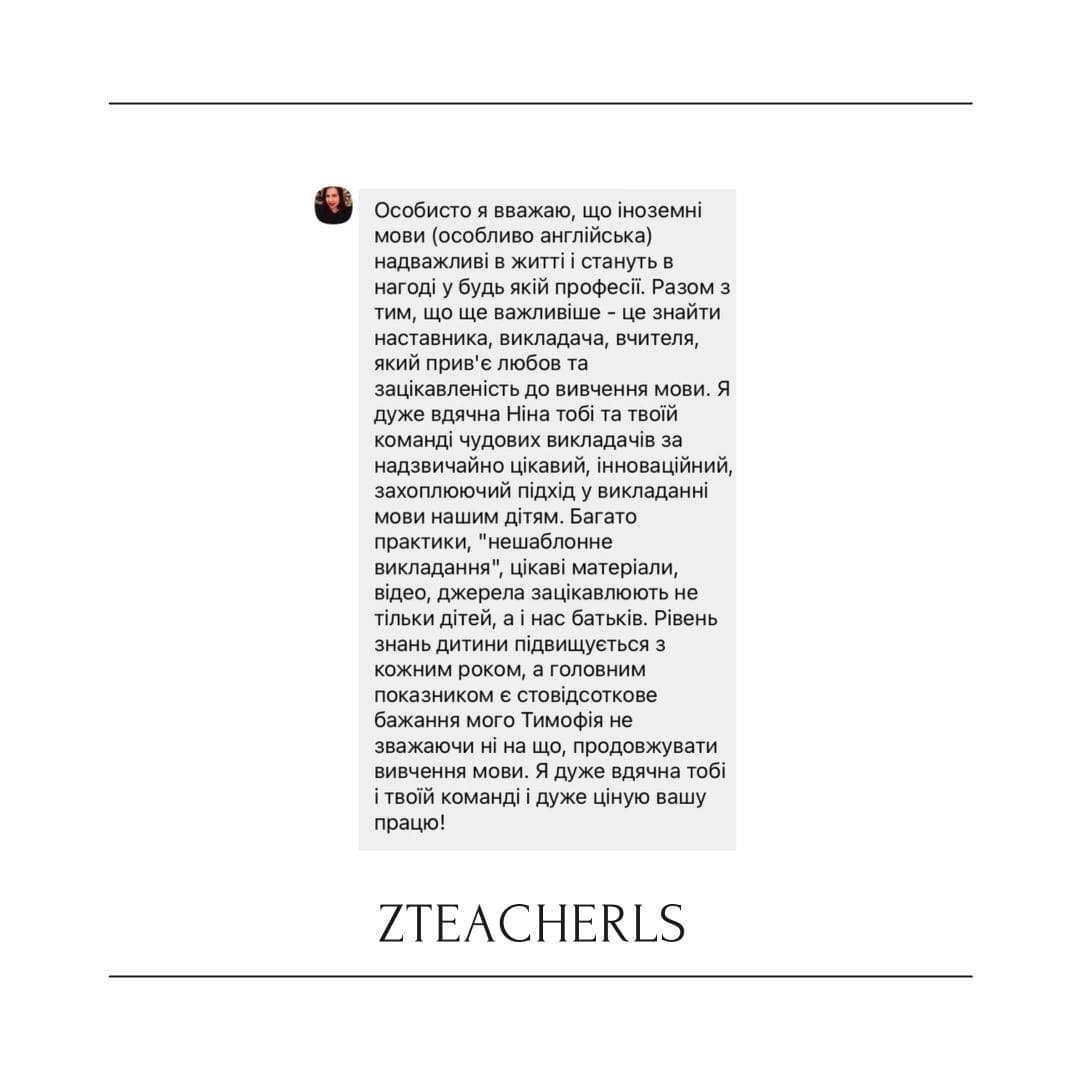 Особисто я вважаю, що іноземні
мови (особливо англійська)
надважливі в житті і стануть в
нагоді у будь якій професії. Разом з
тим, що ще важливіше - це знайти
наставника, викладача, вчителя,
який прив'є любов та
зацікавленість до вивчення мови. Я
дуже вдячна Ніна тобі та твоїй
команді чудових викладачів за
надзвичайно цікавий, інноваційний,
захоплюючий підхід у викладанні
мови нашим дітям. Багато
практики, "нешаблонне
викладання", цікаві матеріали,
відео, джерела зацікавлюють не
тільки дітей, а і нас батьків. Рівень
знань дитини підвищується з
кожним роком, а головним
показником є стовідсоткове
бажання мого Тимофія не
зважаючи ні на що, продовжувати
вивчення мови. Я дуже вдячна тобі
і твоїй команді і дуже ціную вашу
працю!
ZTEACHERLS